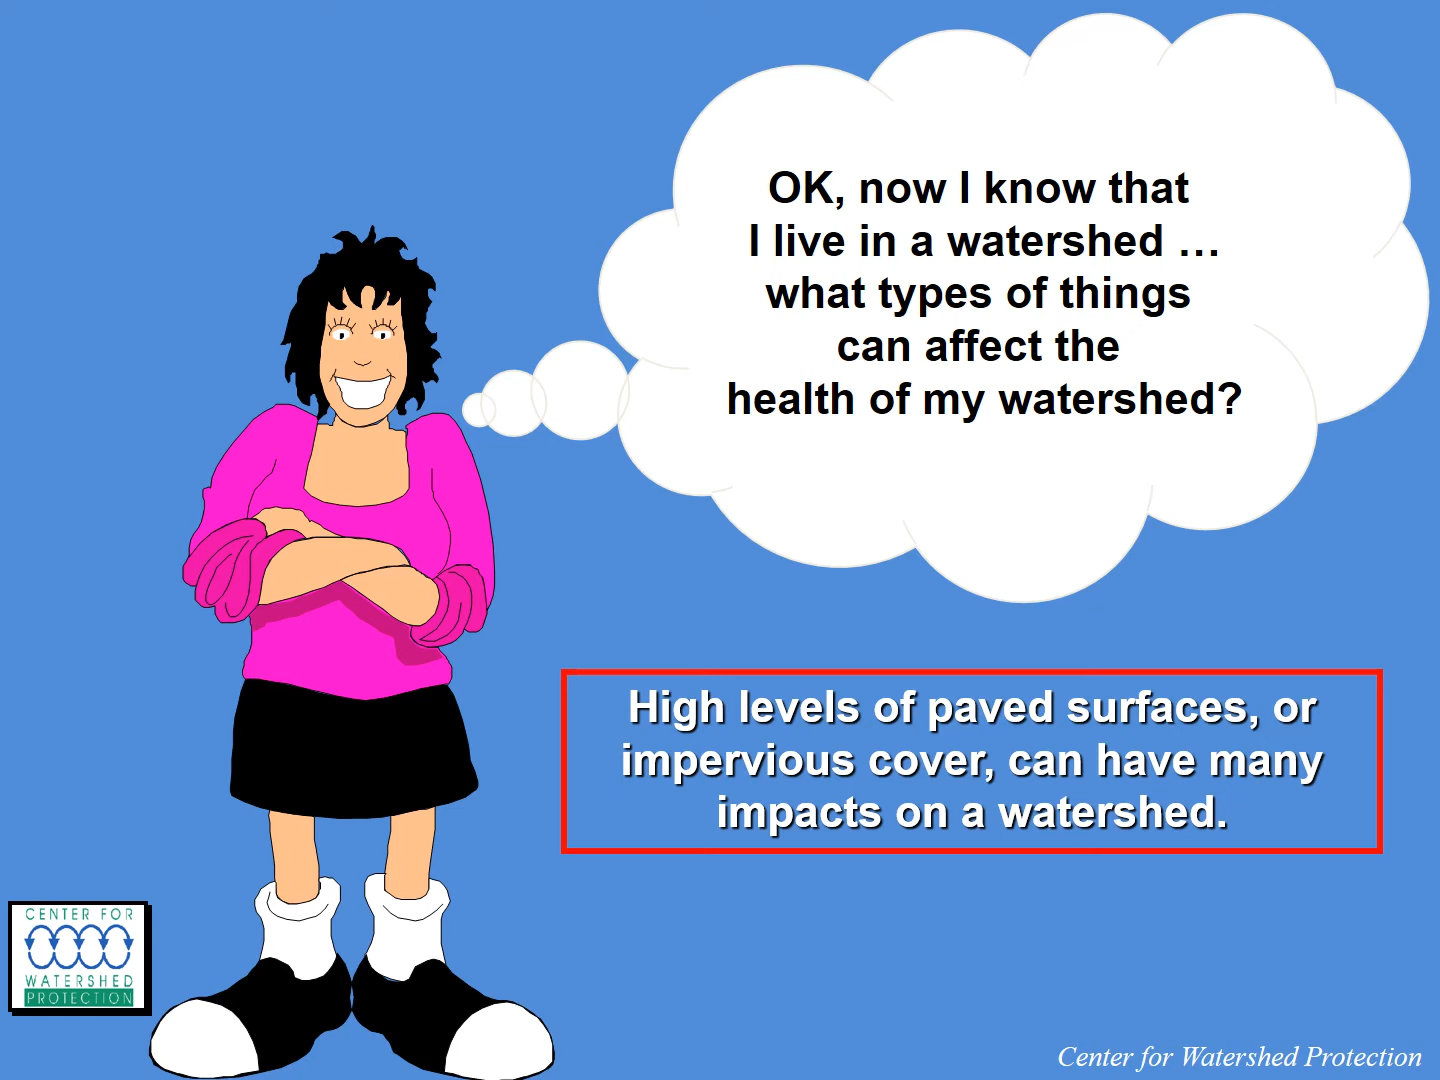 OK, now I know that
I live in a watershed …
what types of things
can affect the
health of my watershed?
High levels of paved surfaces, or
impervious cover, can have many
impacts on a watershed.
CENTER FOR
WATERSHED
PROTECTION
Center for Watershed Protection